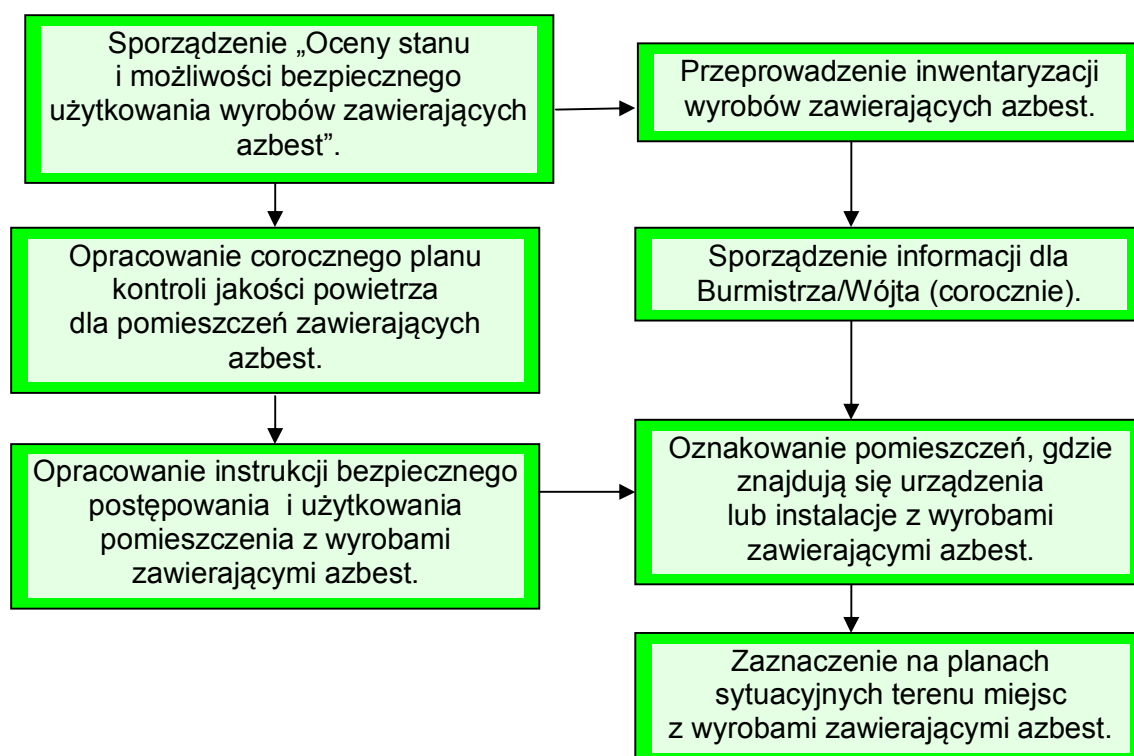 Sporządzenie „Oceny stanu
i możliwości bezpiecznego
użytkowania wyrobów zawierających
azbest”.
Przeprowadzenie inwentaryzacji
wyrobów zawierających azbest.
Opracowanie corocznego planu
kontroli jakości powietrza
dla pomieszczeń zawierających
azbest.
Sporządzenie informacji dla
Burmistrza/Wójta (corocznie).
Opracowanie instrukcji bezpiecznego
postępowania i użytkowania
pomieszczenia z wyrobami
zawierającymi azbest.
Oznakowanie pomieszczeń, gdzie
znajdują się urządzenia
lub instalacje z wyrobami
zawierającymi azbest.
Zaznaczenie na planach
sytuacyjnych terenu miejsc
z wyrobami zawierającymi azbest.